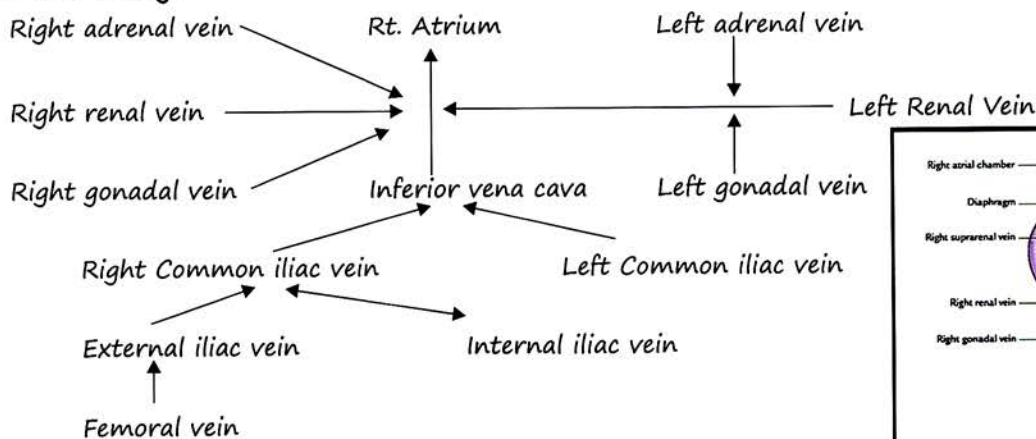 Right adrenal vein
Rt. Atrium
Left adrenal vein
Right renal vein
Left Renal Vein
Right gonadal vein
Inferior vena cava
Left gonadal vein
Right Common iliac vein
Left Common iliac vein
External iliac vein
Internal iliac vein
Femoral vein
Right atrial chamber
Diaphragm
Right suprarenal vein
Right renal vein
Right gonadal vein